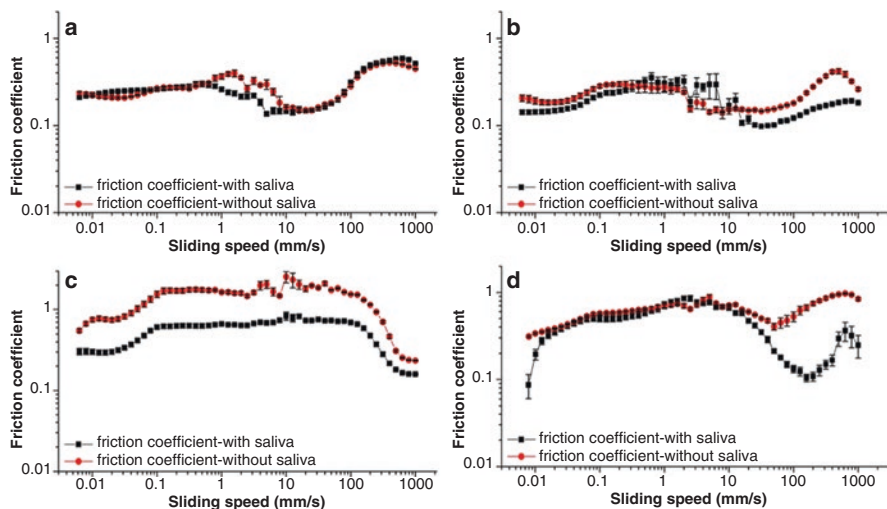 a
1
0.1
0.01
Friction coefficient
friction coefficient-with saliva
friction coefficient-without saliva
0.01 0.1 1 10 100 1000
Sliding speed (mm/s)
b
1
0.1
0.01
Friction coefficient
friction coefficient-with saliva
friction coefficient-without saliva
0.01 0.1 1 10 100 1000
Sliding speed (mm/s)
c
1
0.1
0.01
Friction coefficient
friction coefficient-with saliva
friction coefficient-without saliva
0.01 0.1 1 10 100 1000
Sliding speed (mm/s)
d
1
0.1
0.01
Friction coefficient
friction coefficient-with saliva
friction coefficient-without saliva
0.01 0.1 1 10 100 1000
Sliding speed (mm/s)